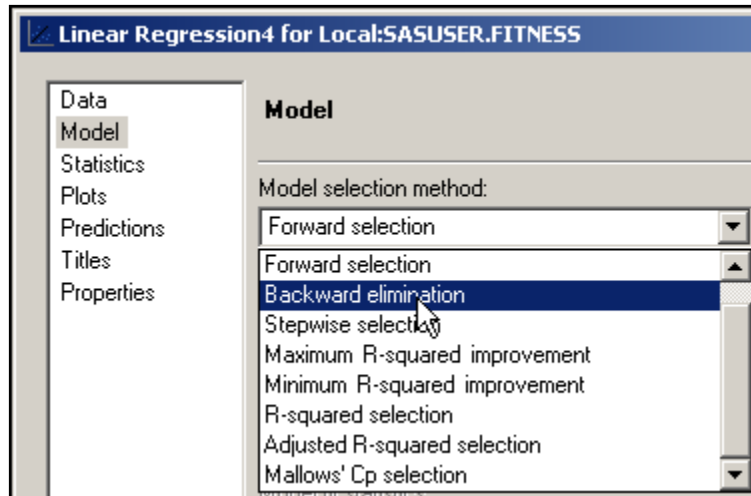 Linear Regression4 for Local:SASUSER.FITNESS
Data
Model
Statistics
Plots
Predictions
Titles
Properties
Model
Model selection method:
Forward selection
Forward selection
Backward elimination
Stepwise selection
Maximum R-squared improvement
Minimum R-squared improvement
R-squared selection
Adjusted R-squared selection
Mallows' Cp selection